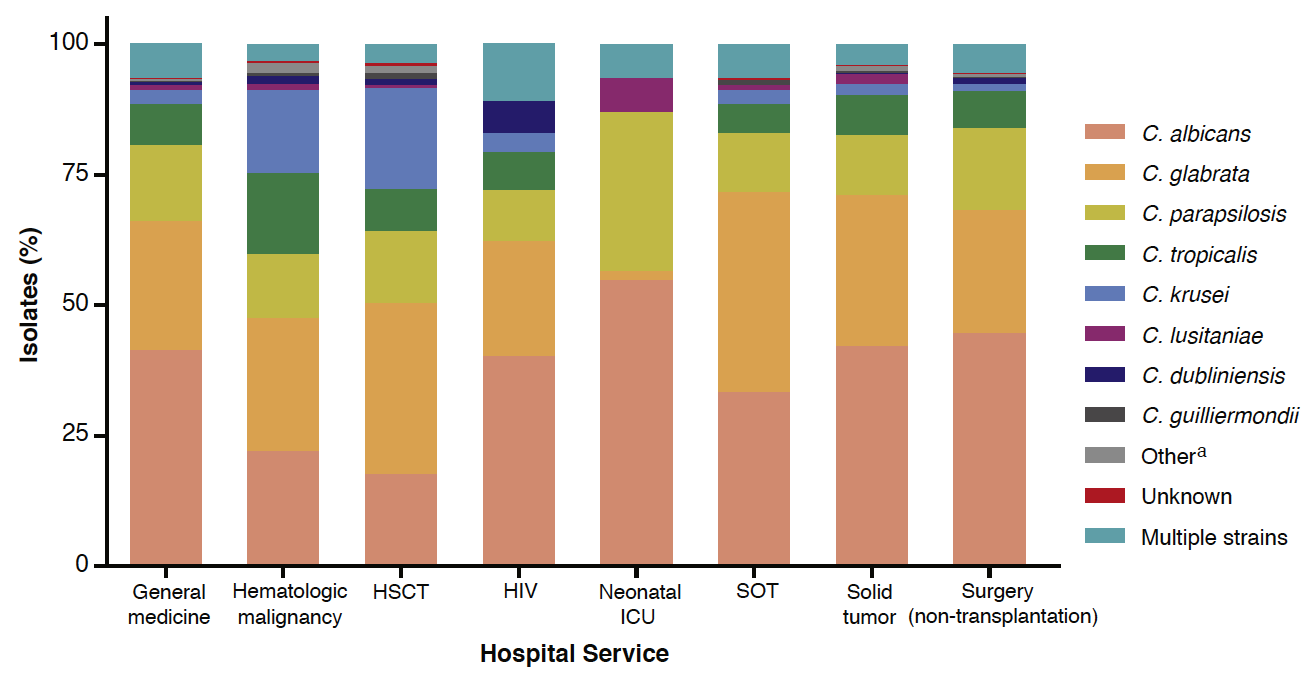 100
75
50
25
0
Isolates (%)
General
medicine
Hematologic
malignancy
HSCT
HIV
Neonatal
ICU
SOT
Solid
tumor
Surgery
(non-transplantation)
Hospital Service
C. albicans
C. glabrata
C. parapsilosis
C. tropicalis
C. krusei
C. lusitaniae
C. dubliniensis
C. guilliermondii
Otherᵃ
Unknown
Multiple strains